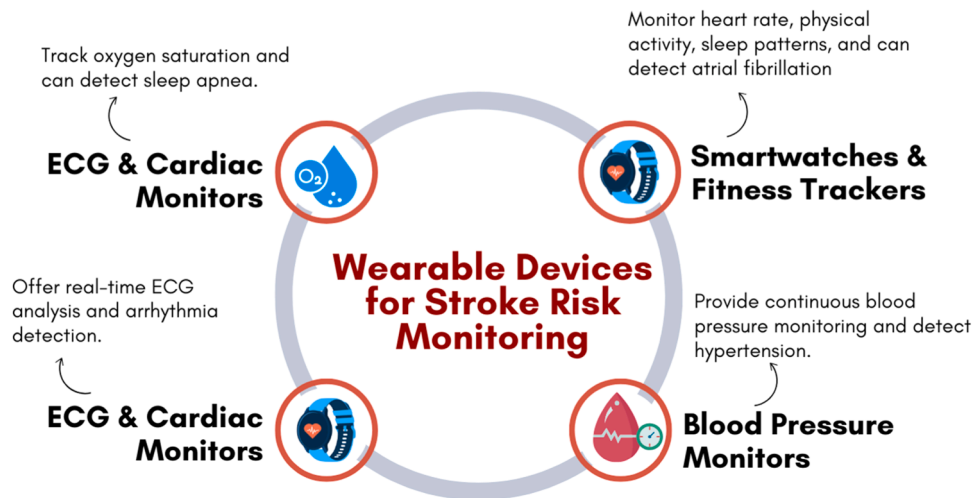 Track oxygen saturation and
can detect sleep apnea.
ECG & Cardiac
Monitors
O2
Monitor heart rate, physical
activity, sleep patterns, and can
detect atrial fibrillation
Smartwatches &
Fitness Trackers
Wearable Devices
for Stroke Risk
Monitoring
Offer real-time ECG
analysis and arrhythmia
detection.
ECG & Cardiac
Monitors
Provide continuous blood
pressure monitoring and detect
hypertension.
Blood Pressure
Monitors